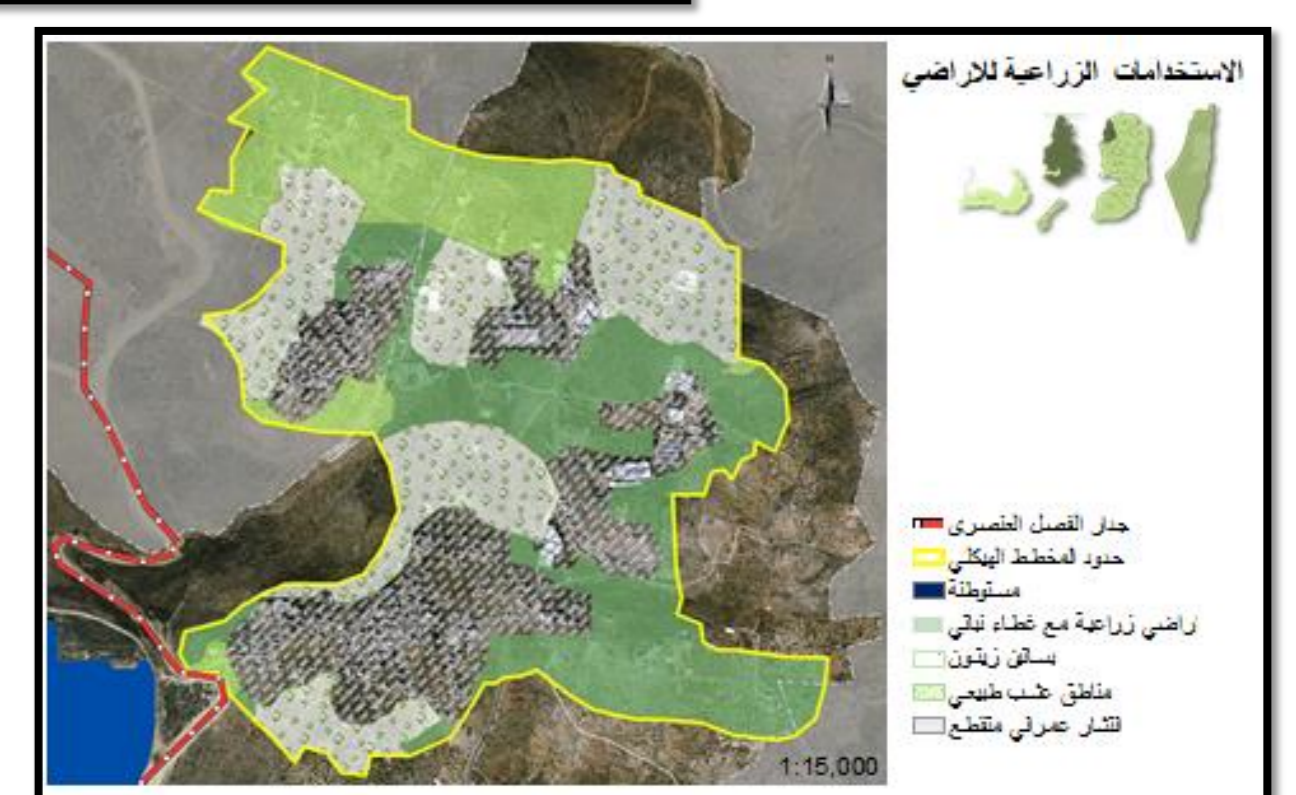 الاستخدامات الزراعية للاراضي
N
جدار الفصل العنصري
حدود المخطط الهيكلي
مستوطنة
اراضي زراعية مع غطاء نباتي
بساتين زيتون
مناطق عشب طبيعي
انتشار عمراني متقطع
1:15,000